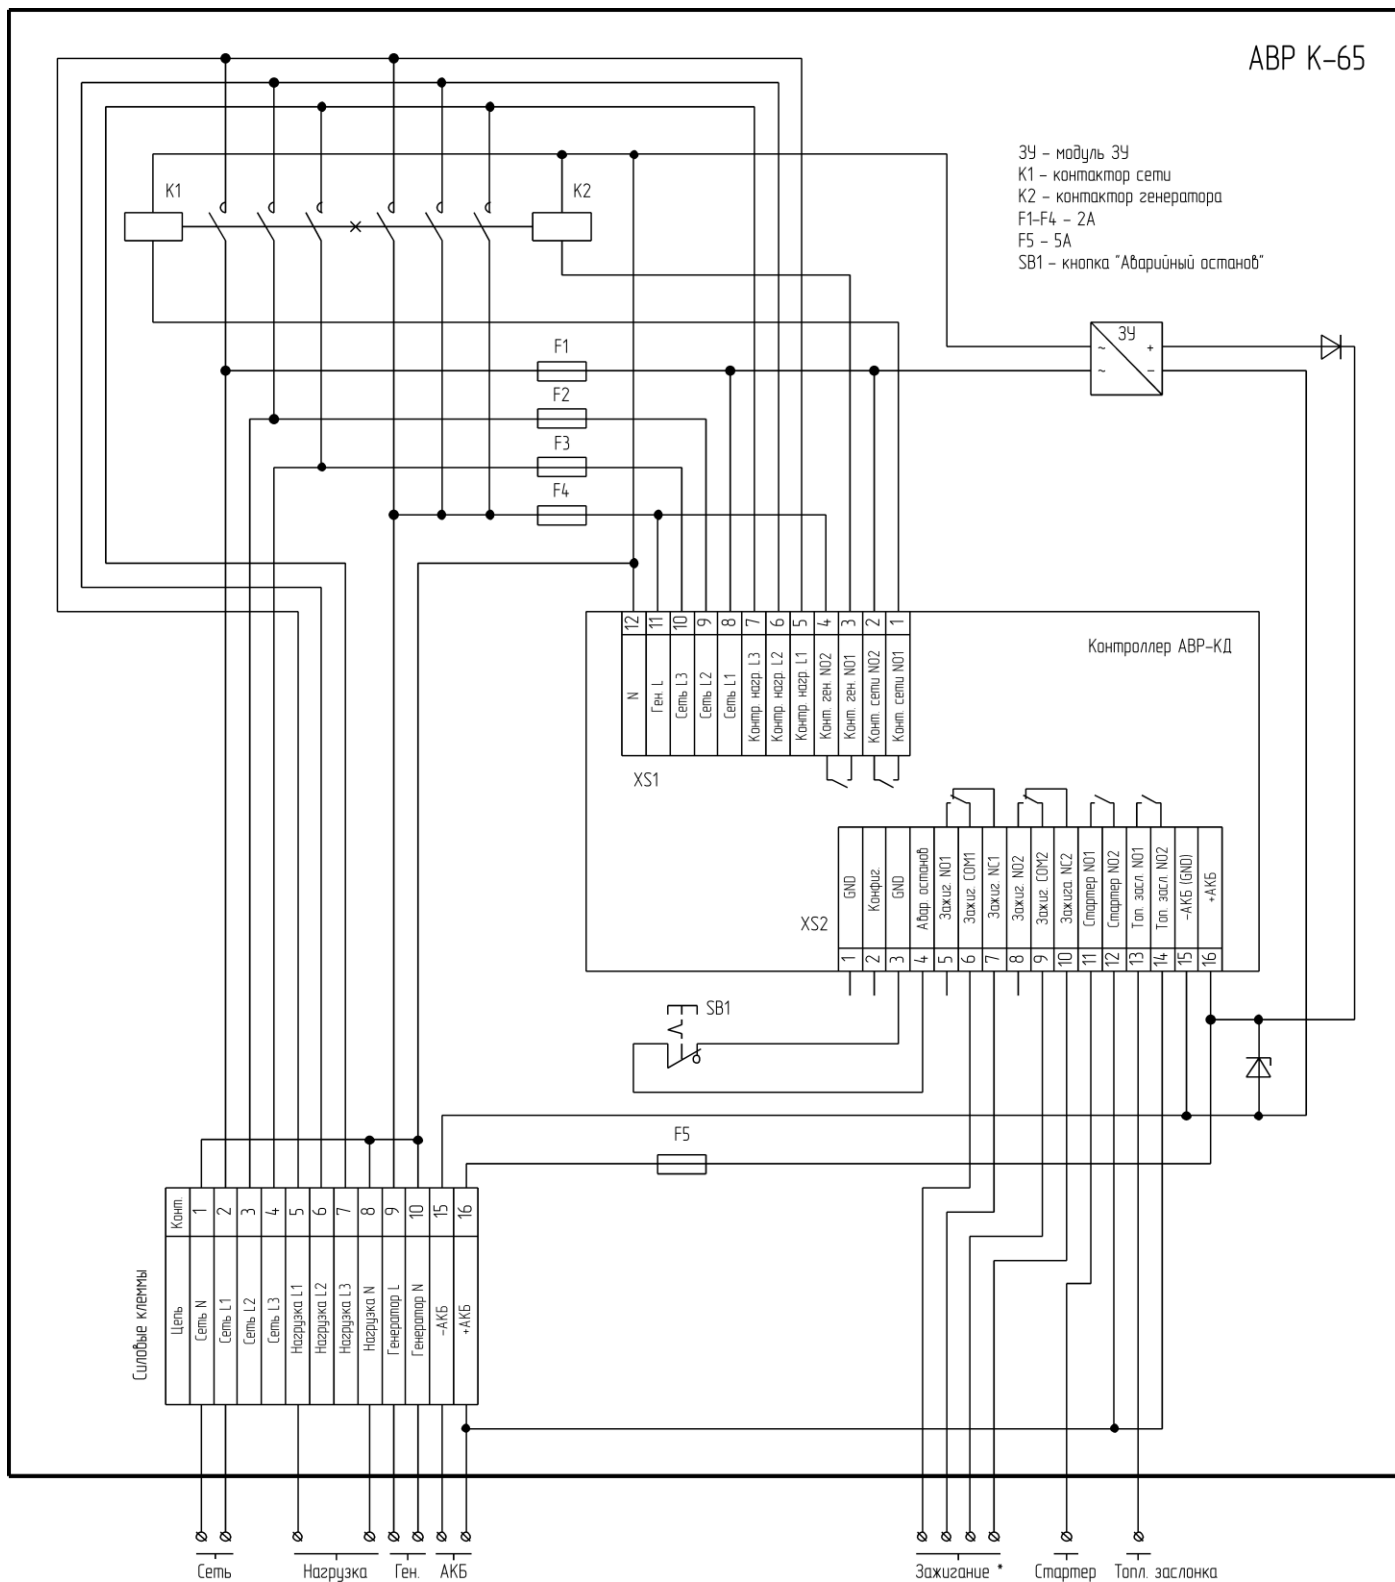 АВР К-65
ЗУ - модуль ЗУ
К1 - контактор сети
К2 - контактор генератора
F1-F4 - 2А
F5 - 5А
SB1 - кнопка "Аварийный останов"
К1
К2
ЗУ
~ +
~ -
F1
F2
F3
F4
Контроллер АВР-КД
12 11 10 9 8 7 6 5 4 3 2 1
N
Ген. L
Сеть L3
Сеть L2
Сеть L1
Контр. нагр. L3
Контр. нагр. L2
Контр. нагр. L1
Конт. ген. NO2
Конт. ген. NO1
Конт. сети NO2
Конт. сети NO1
XS1
XS2
GND
Конфиг.
GND
Авар. останов
Зажиг. NO1
Зажиг. COM1
Зажиг. NC1
Зажиг. NO2
Зажиг. COM2
Зажига. NC2
Стартер NO1
Стартер NO2
Топ. засл. NO1
Топ. засл. NO2
-АКБ (GND)
+АКБ
1 2 3 4 5 6 7 8 9 10 11 12 13 14 15 16
SB1
F5
Силовые клеммы
Конт. 1 2 3 4 5 6 7 8 9 10 15 16
Цепь
Сеть N
Сеть L1
Сеть L2
Сеть L3
Нагрузка L1
Нагрузка L2
Нагрузка L3
Нагрузка N
Генератор L
Генератор N
-АКБ
+АКБ
Сеть
Нагрузка
Ген.
АКБ
Зажигание *
Стартер
Топл. заслонка